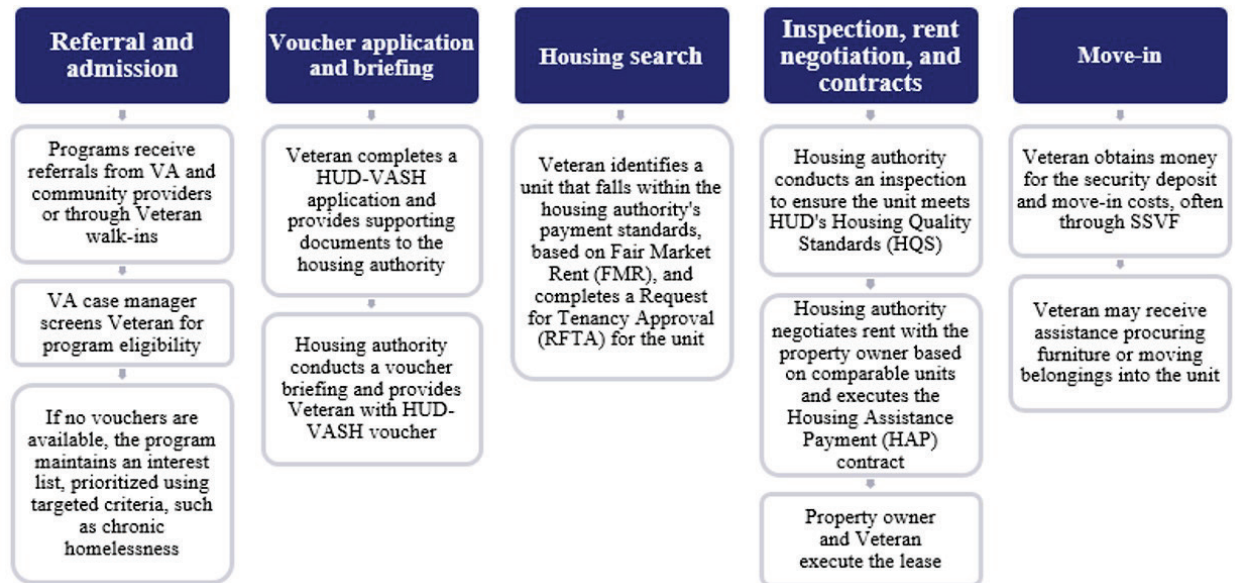 Referral and
admission
Programs receive
referrals from VA and
community providers
or through Veteran
walk-ins
VA case manager
screens Veteran for
program eligibility
If no vouchers are
available, the program
maintains an interest
list, prioritized using
targeted criteria, such
as chronic
homelessness
Voucher application
and briefing
Veteran completes a
HUD-VASH
application and
provides supporting
documents to the
housing authority
Housing authority
conducts a voucher
briefing and provides
Veteran with HUD-
VASH voucher
Housing search
Veteran identifies a
unit that falls within the
housing authority's
payment standards,
based on Fair Market
Rent (FMR), and
completes a Request
for Tenancy Approval
(RFTA) for the unit
Inspection, rent
negotiation, and
contracts
Housing authority
conducts an inspection
to ensure the unit meets
HUD's Housing Quality
Standards (HQS)
Housing authority
negotiates rent with the
property owner based
on comparable units
and executes the
Housing Assistance
Payment (HAP)
contract
Property owner
and Veteran
execute the lease
Move-in
Veteran obtains money
for the security deposit
and move-in costs, often
through SSVF
Veteran may receive
assistance procuring
furniture or moving
belongings into the unit